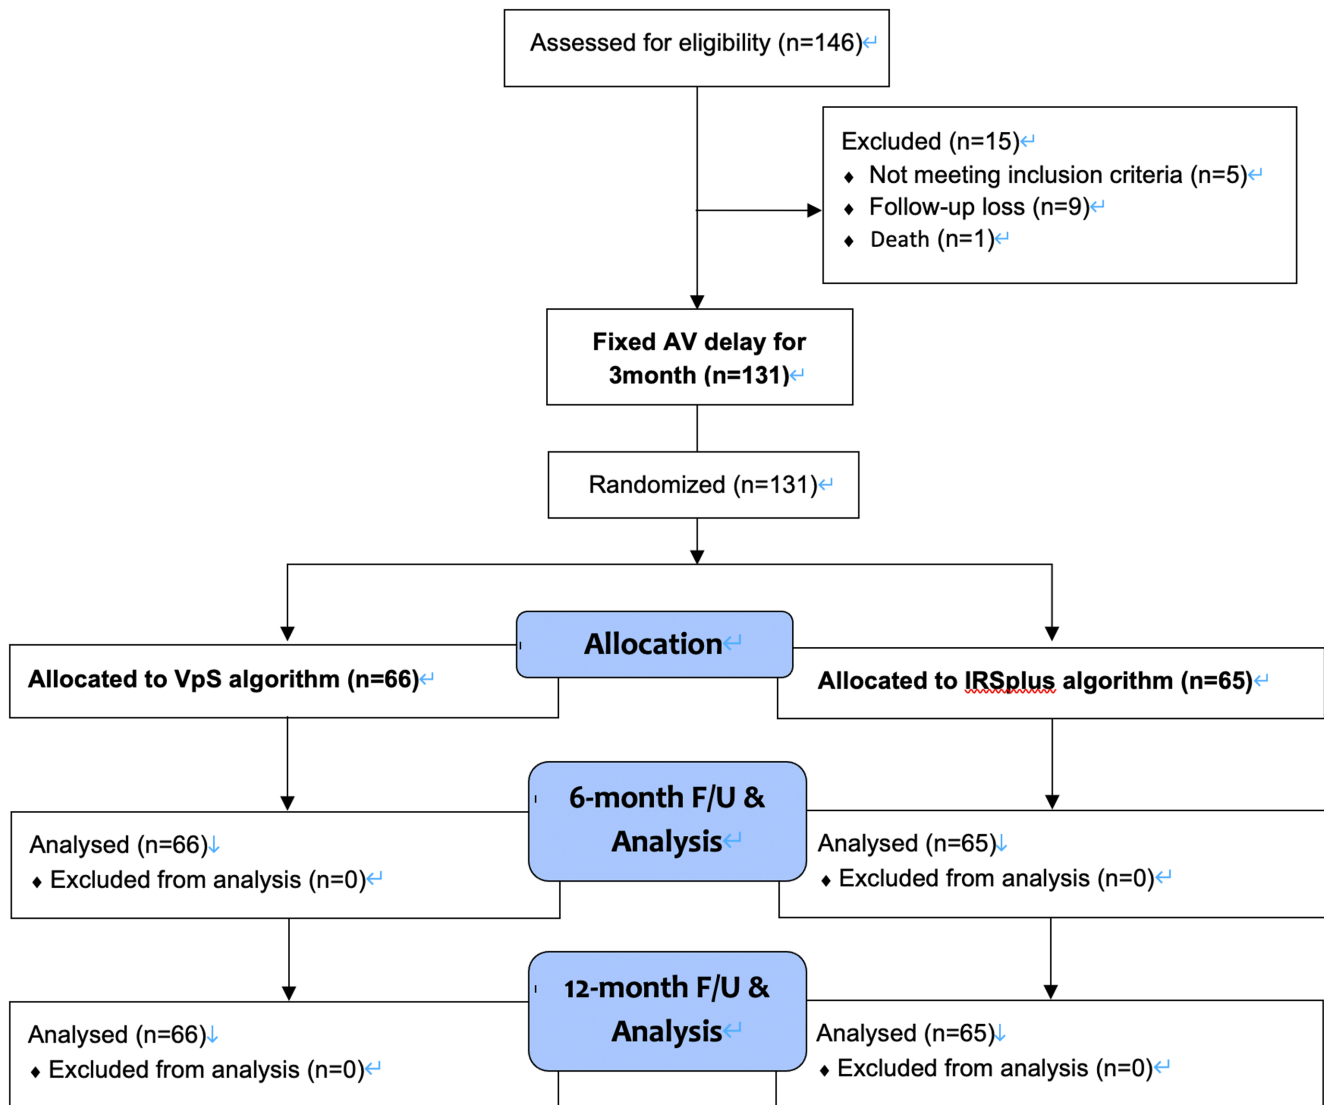 Assessed for eligibility (n=146)↵
Excluded (n=15)↵
♦ Not meeting inclusion criteria (n=5)↵
♦ Follow-up loss (n=9)↵
♦ Death (n=1)↵
Fixed AV delay for
3month (n=131)↵
Randomized (n=131)↵
Allocation↵
Allocated to VpS algorithm (n=66)↵
Allocated to IRSplus algorithm (n=65)↵
6-month F/U &
Analysis↵
Analysed (n=66)↓
♦ Excluded from analysis (n=0)↵
Analysed (n=65)↓
♦ Excluded from analysis (n=0)↵
12-month F/U &
Analysis↵
Analysed (n=66)↓
♦ Excluded from analysis (n=0)↵
Analysed (n=65)↓
♦ Excluded from analysis (n=0)↵